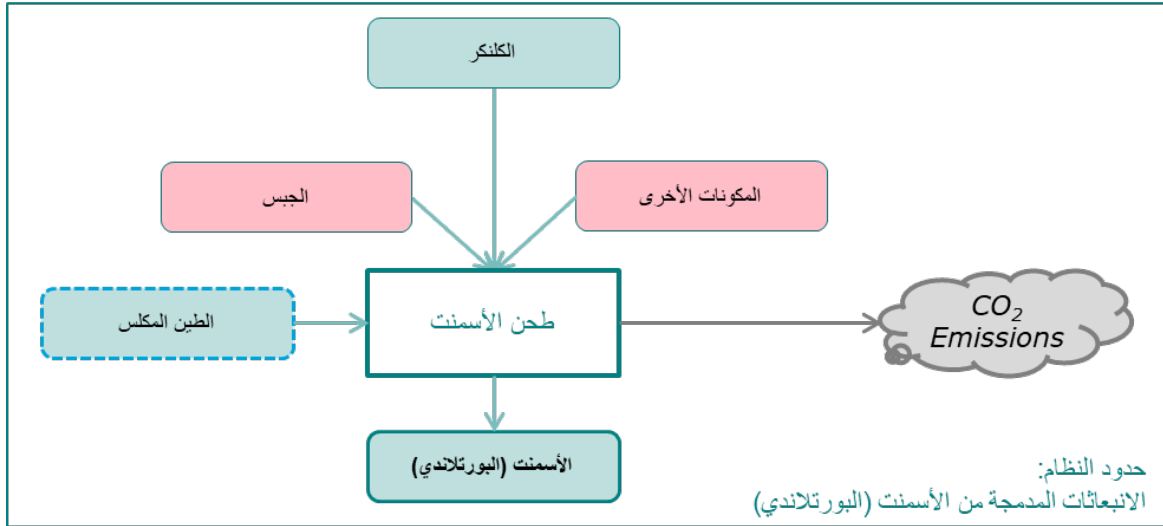 الكلنكر
المكونات الأخرى
الجبس
الطين المكلس
طحن الأسمنت
CO2
Emissions
الأسمنت (البورتلاندي)
حدود النظام:
الانبعاثات المدمجة من الأسمنت (البورتلاندي)